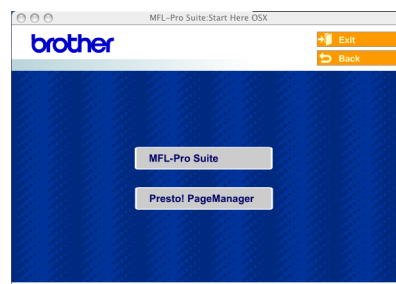 MFL-Pro Suite:Start Here OSX
brother
Exit
Back
MFL-Pro Suite
Presto! PageManager